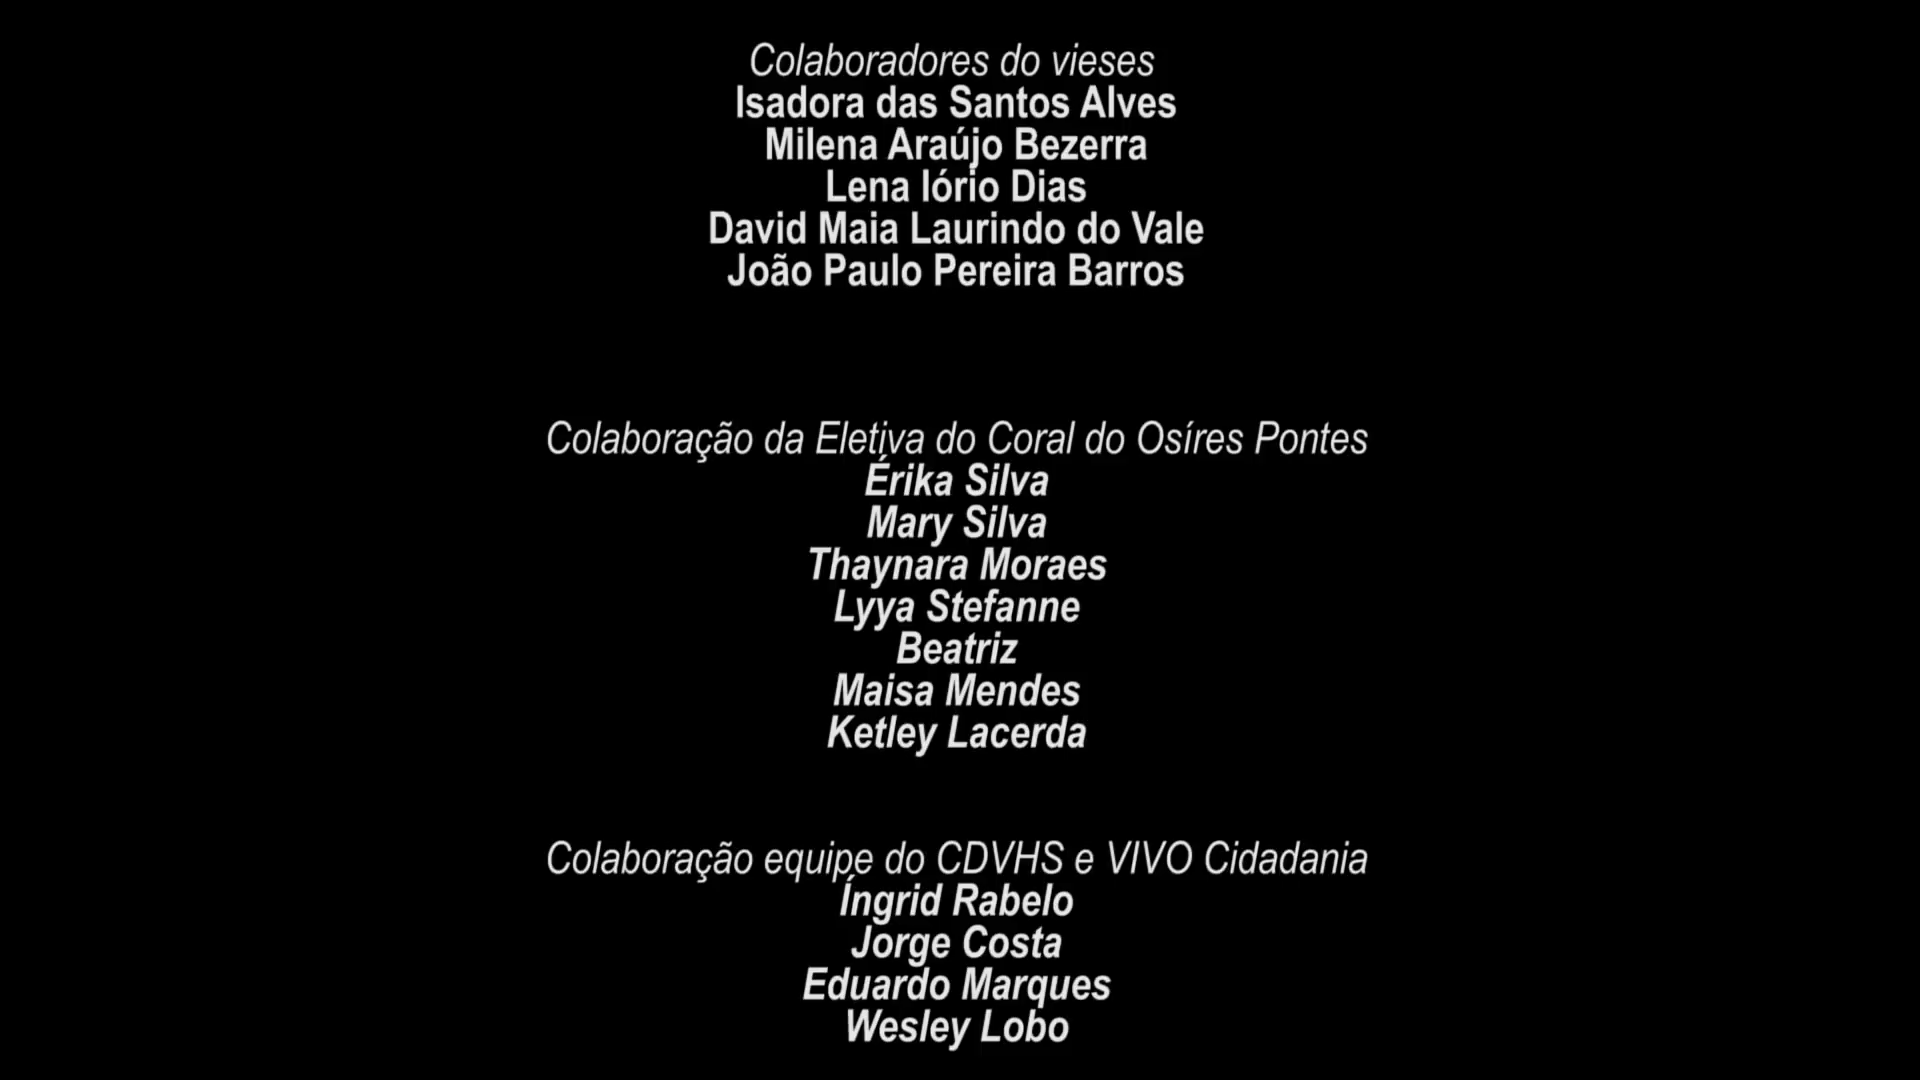 Colaboradores do vieses
Isadora das Santos Alves
Milena Araújo Bezerra
Lena Iório Dias
David Maia Laurindo do Vale
João Paulo Pereira Barros
Colaboração da Eletiva do Coral do Osíres Pontes
Érika Silva
Mary Silva
Thaynara Moraes
Lyya Stefanne
Beatriz
Maisa Mendes
Ketley Lacerda
Colaboração equipe do CDVHS e VIVO Cidadania
Íngrid Rabelo
Jorge Costa
Eduardo Marques
Wesley Lobo